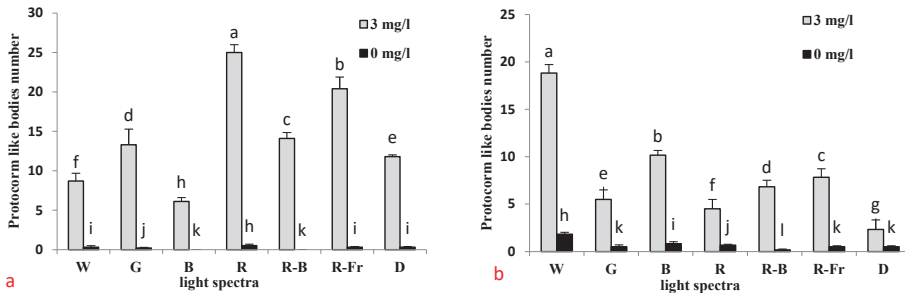 30
25
20
15
10
5
0
Protocorm like bodies number
3 mg/l
0 mg/l
f i d j h k a h c k b i e i
W G B R R-B R-Fr D
light spectra
a
25
20
15
10
5
0
Protocorm like bodies number
3 mg/l
0 mg/l
a h e k b i f j d l c k g k
W G B R R-B R-Fr D
light spectra
b